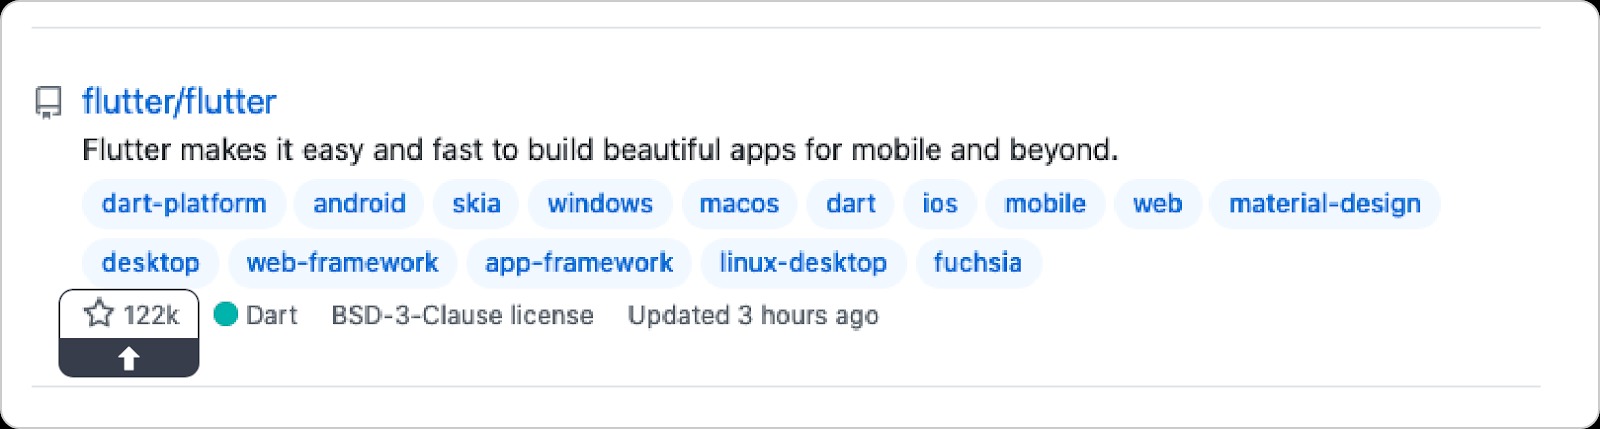 flutter/flutter
Flutter makes it easy and fast to build beautiful apps for mobile and beyond.
dart-platform android skia windows macos dart ios mobile web material-design
desktop web-framework app-framework linux-desktop fuchsia
122k Dart BSD-3-Clause license Updated 3 hours ago